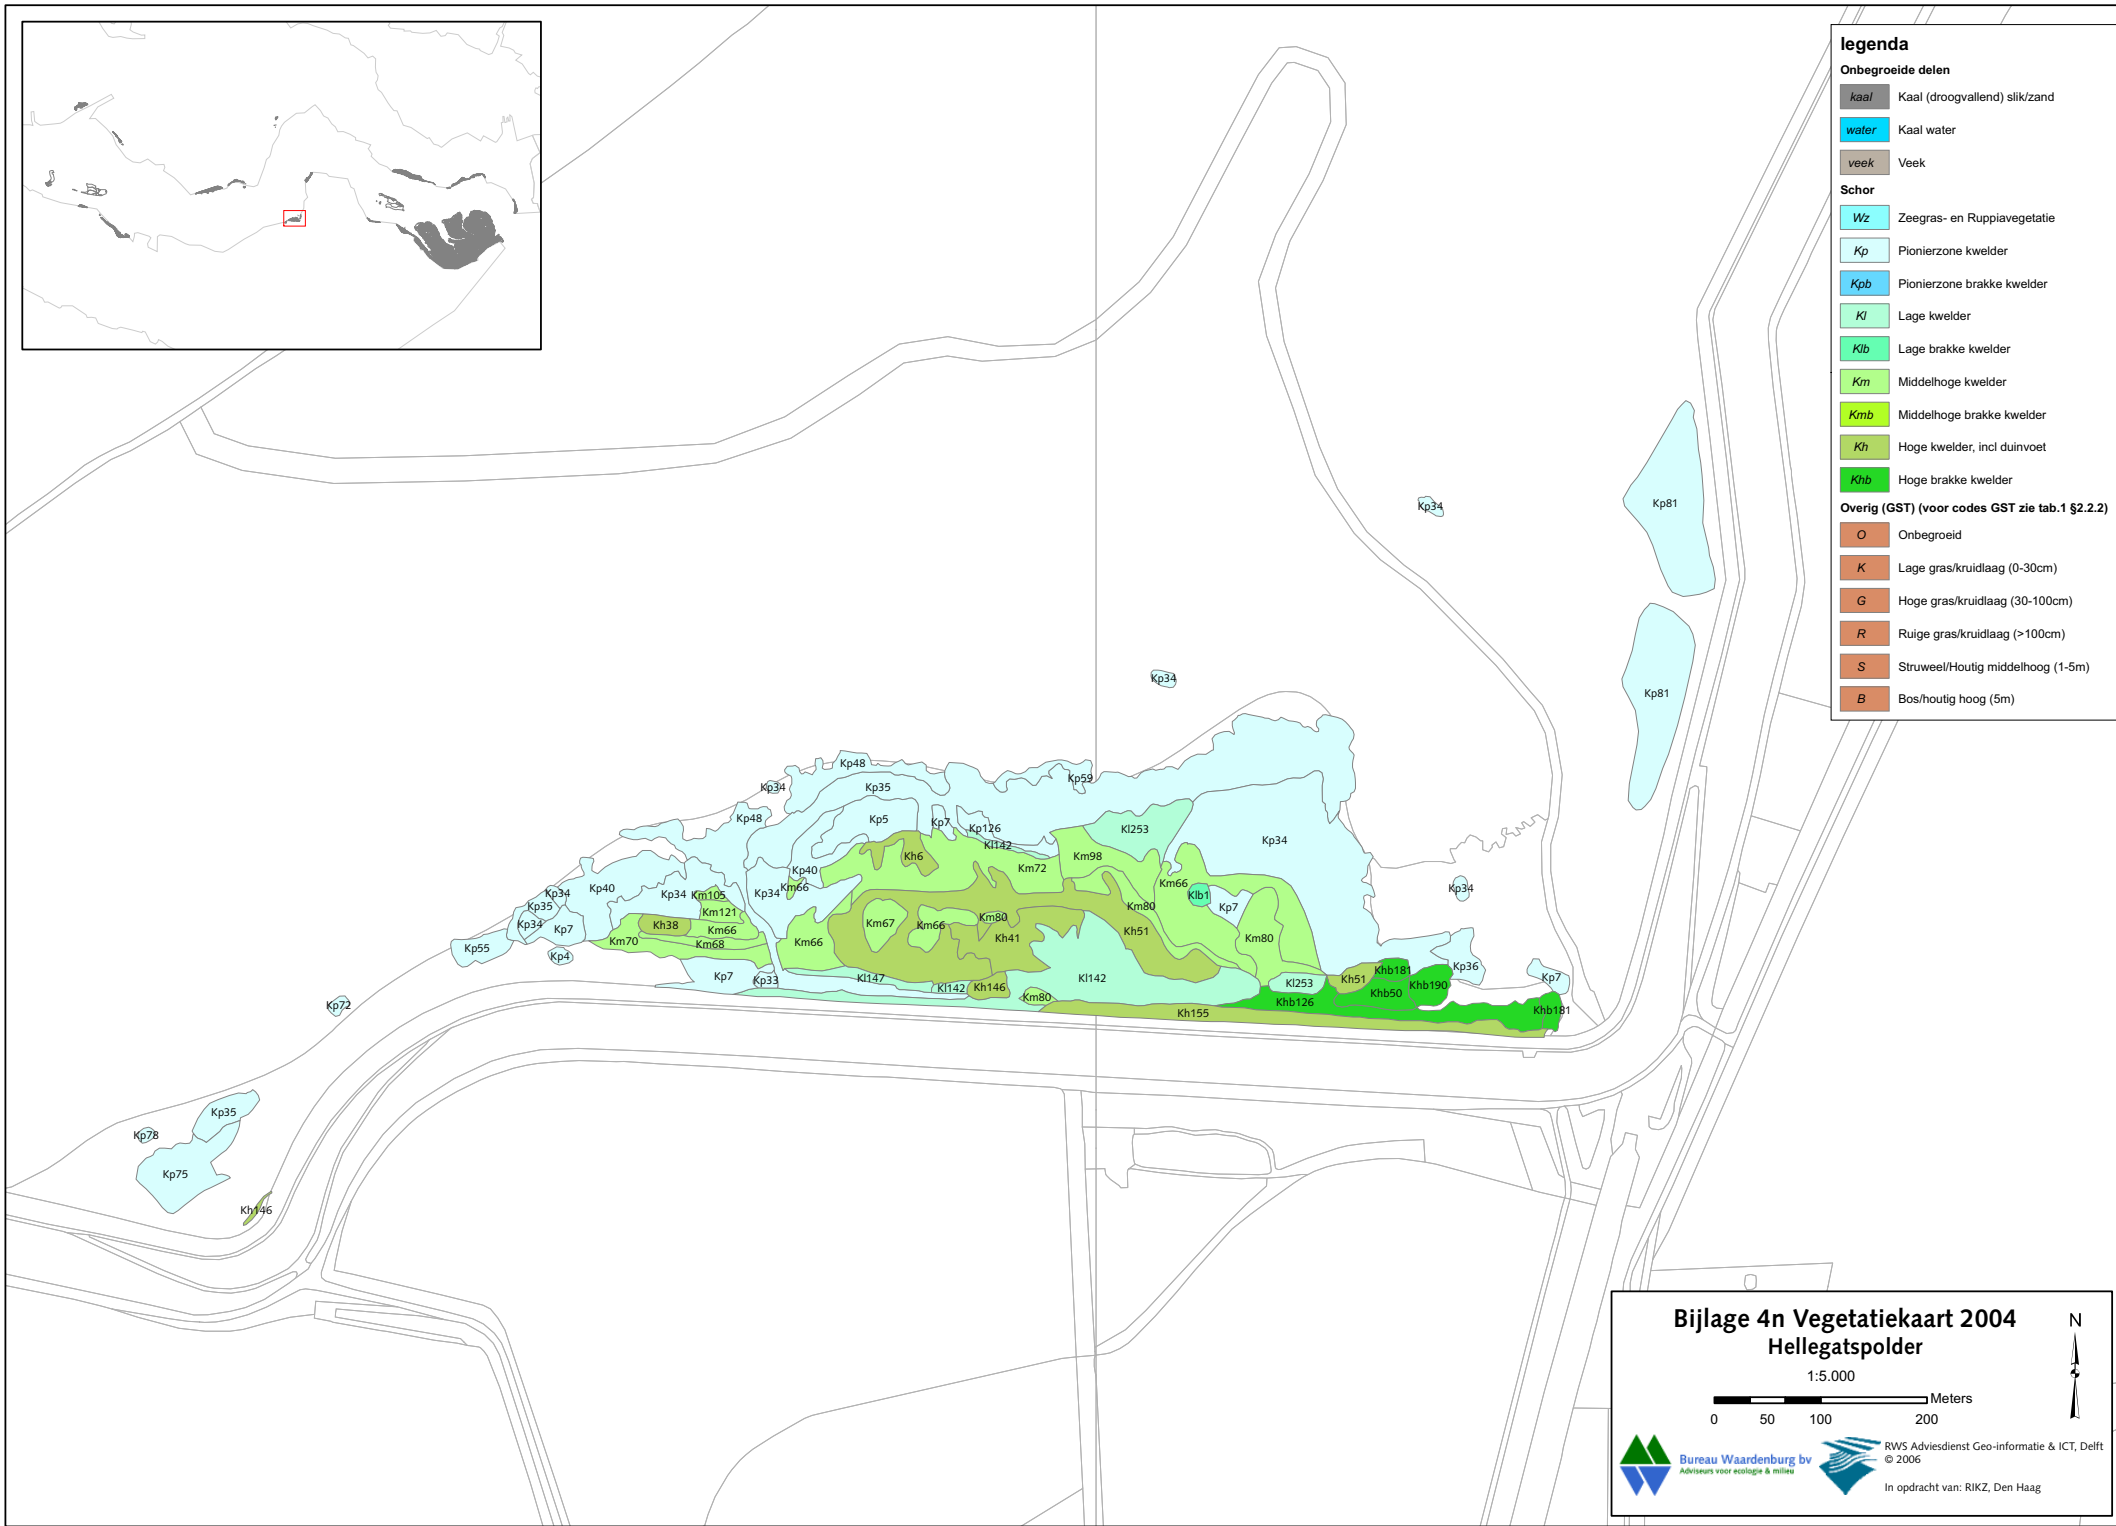 legenda
Onbegroeide delen
kaal Kaal (droogvallend) slik/zand
water Kaal water
veek Veek
Schor
Wz Zeegras- en Ruppiavegetatie
Kp Pionierzone kwelder
Kpb Pionierzone brakke kwelder
Kl Lage kwelder
Klb Lage brakke kwelder
Km Middelhoge kwelder
Kmb Middelhoge brakke kwelder
Kh Hoge kwelder, incl duinvoet
Khb Hoge brakke kwelder
Overig (GST) (voor codes GST zie tab.1 §2.2.2)
O Onbegroeid
K Lage gras/kruidlaag (0-30cm)
G Hoge gras/kruidlaag (30-100cm)
R Ruige gras/kruidlaag (>100cm)
S Struweel/Houtig middelhoog (1-5m)
B Bos/houtig hoog (5m)
Kp81
Kp34
Kp34
Kp81
Kp48
Kp59
Kp34
Kp35
Kp48
Kp5
Kp7
Kp126
Kl253
Kp34
Kl142
Kh6
Km98
Km72
Kp40
Km66
Kp34
Km66
Klb1
Kp7
Kp34
Kp40
Kp34
Kp34
Km105
Kp35
Km121
Km80
Km80
Kp34
Kp7
Kh38
Km66
Km67
Km66
Kh41
Kh51
Km80
Km70
Km68
Km66
Kp55
Kp4
Kp7
Kp33
Kl147
Kl142
Kh146
Kl142
Km80
Kl253
Kh51
Khb181
Khb190
Khb50
Khb126
Kp36
Kp7
Khb181
Kh155
Kp72
Kp35
Kp78
Kp75
Kh146
Bijlage 4n Vegetatiekaart 2004
Hellegatspolder
N
1:5.000
Meters
0 50 100 200
Bureau Waardenburg bv
Adviseurs voor ecologie & milieu
RWS Adviesdienst Geo-informatie & ICT, Delft
© 2006
In opdracht van: RIKZ, Den Haag